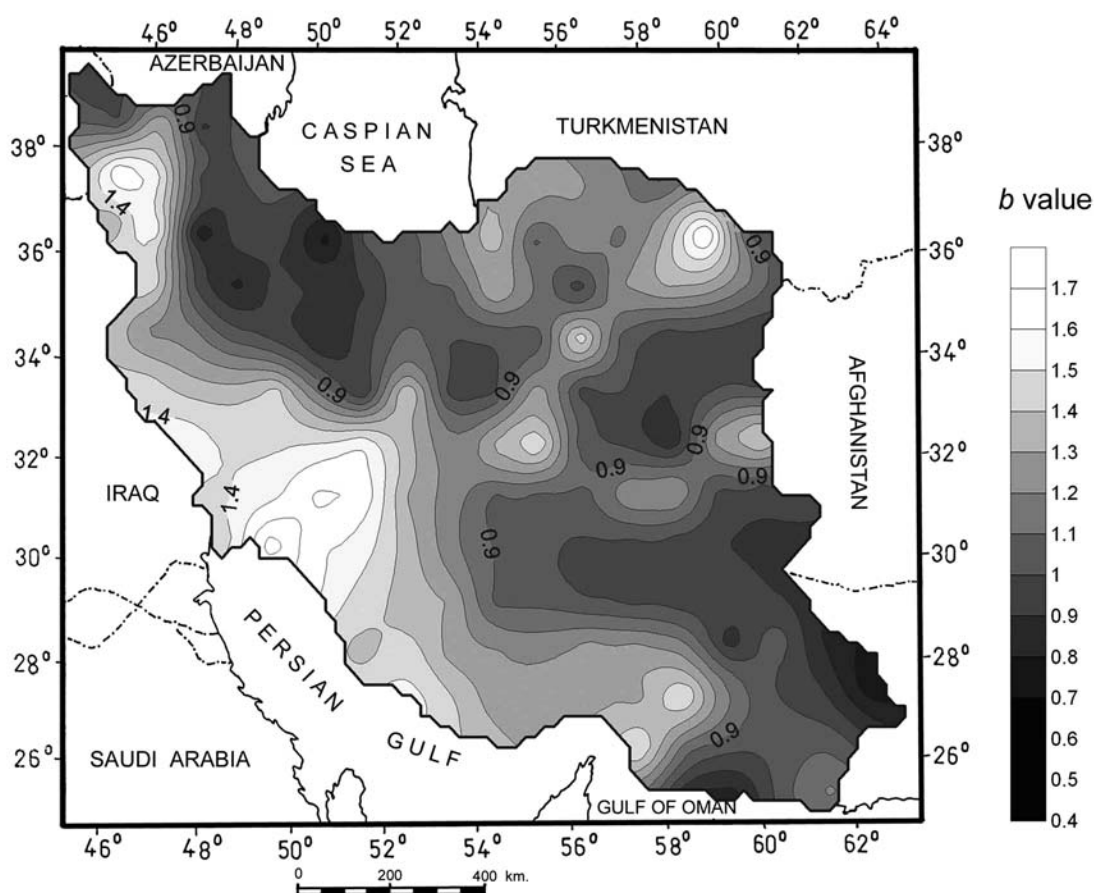 46° 48° 50° 52° 54° 56° 58° 60° 62° 64°
AZERBAIJAN
CASPIAN
SEA
TURKMENISTAN
0.9
38° 38°
b value
1.4
36° 0.9 36°
1.7
1.6
34° 34°
1.5
AFGHANISTAN
0.9 0.9
1.4
1.4
0.9
1.3
32° 32°
IRAQ
0.9 0.9
1.4
1.2
1.1
0.9
30° 30°
1
0.9
PERSIAN
28° 28°
0.8
0.7
GULF
0.9
26° 26°
0.6
SAUDI ARABIA
0.5
GULF OF OMAN
0.4
46° 48° 50° 52° 54° 56° 58° 60° 62°
0 200 400 km.